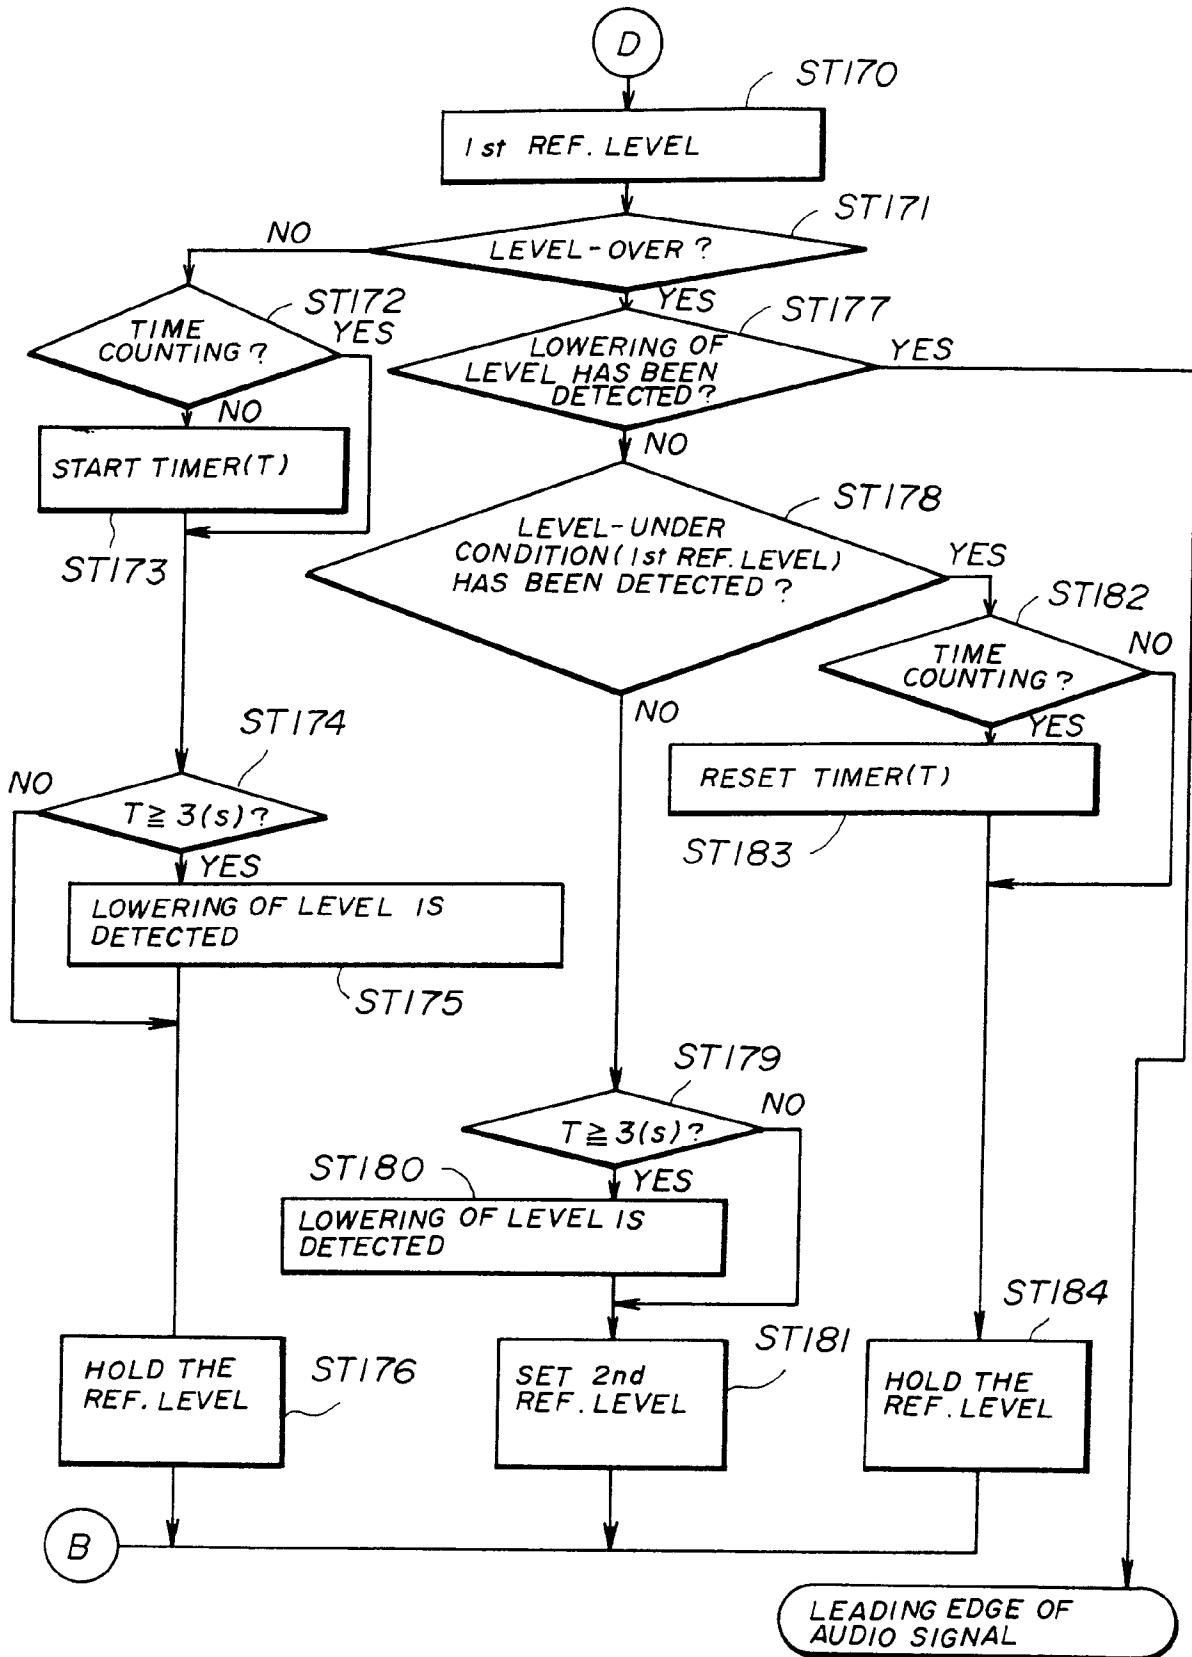 D
ST170
1st REF. LEVEL
ST171
NO
LEVEL-OVER?
ST172
YES
ST177
TIME
COUNTING?
YES
LOWERING OF
LEVEL HAS BEEN
DETECTED?
YES
NO
NO
START TIMER(T)
ST173
ST178
LEVEL-UNDER
CONDITION(1st REF. LEVEL)
HAS BEEN DETECTED?
YES
ST182
TIME
COUNTING?
NO
NO
YES
ST174
NO
T≧3(s)?
RESET TIMER(T)
ST183
YES
LOWERING OF LEVEL IS
DETECTED
ST175
ST179
T≧3(s)?
NO
ST180
YES
LOWERING OF LEVEL IS
DETECTED
ST184
HOLD THE
REF. LEVEL
ST176
SET 2nd
REF. LEVEL
ST181
HOLD THE
REF. LEVEL
B
LEADING EDGE OF
AUDIO SIGNAL